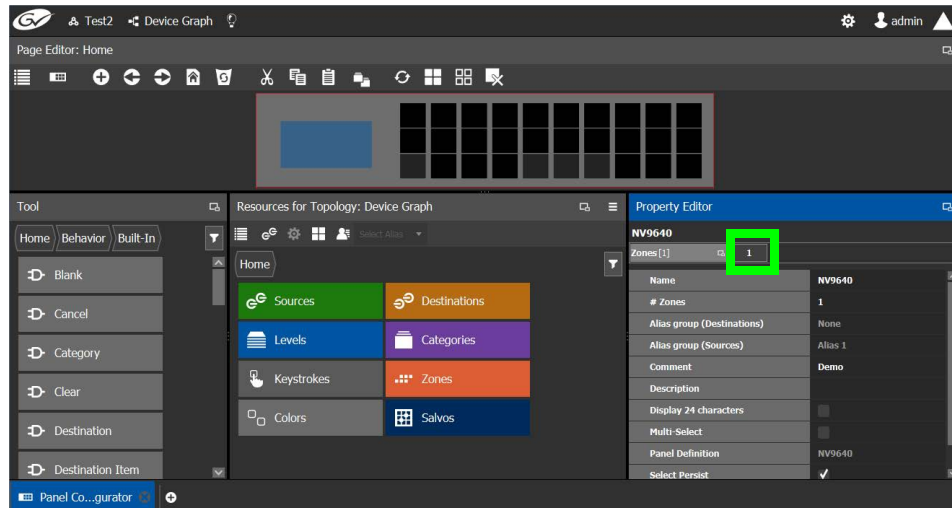 GV Test2 Device Graph admin
Page Editor: Home
Tool
Home Behavior Built-In
Blank
Cancel
Category
Clear
Destination
Destination Item
Resources for Topology: Device Graph
Select Alias
Home
Sources Destinations
Levels Categories
Keystrokes Zones
Colors Salvos
Property Editor
NV9640
Zones [1] 1
Name NV9640
# Zones 1
Alias group (Destinations) None
Alias group (Sources) Alias 1
Comment Demo
Description
Display 24 characters
Multi-Select
Panel Definition NV9640
Select Persist
Panel Co...gurator